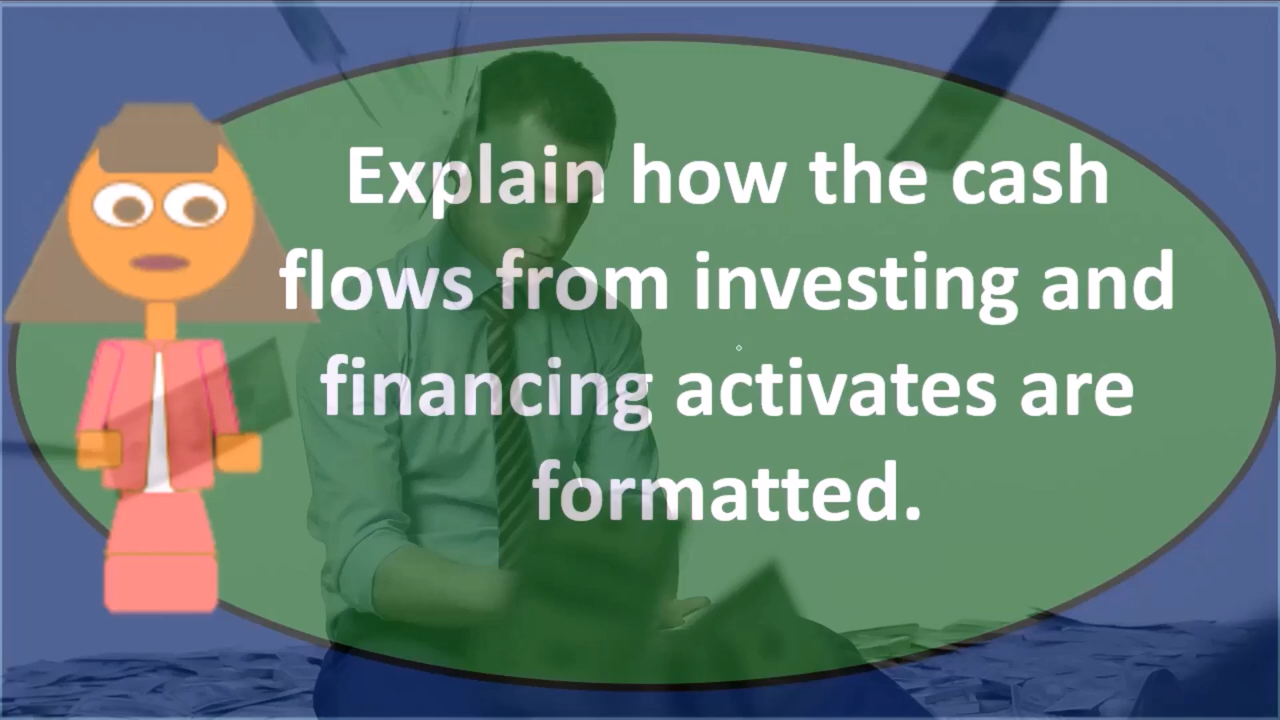 Explain how the cash
flows from investing and
financing activates are
formatted.